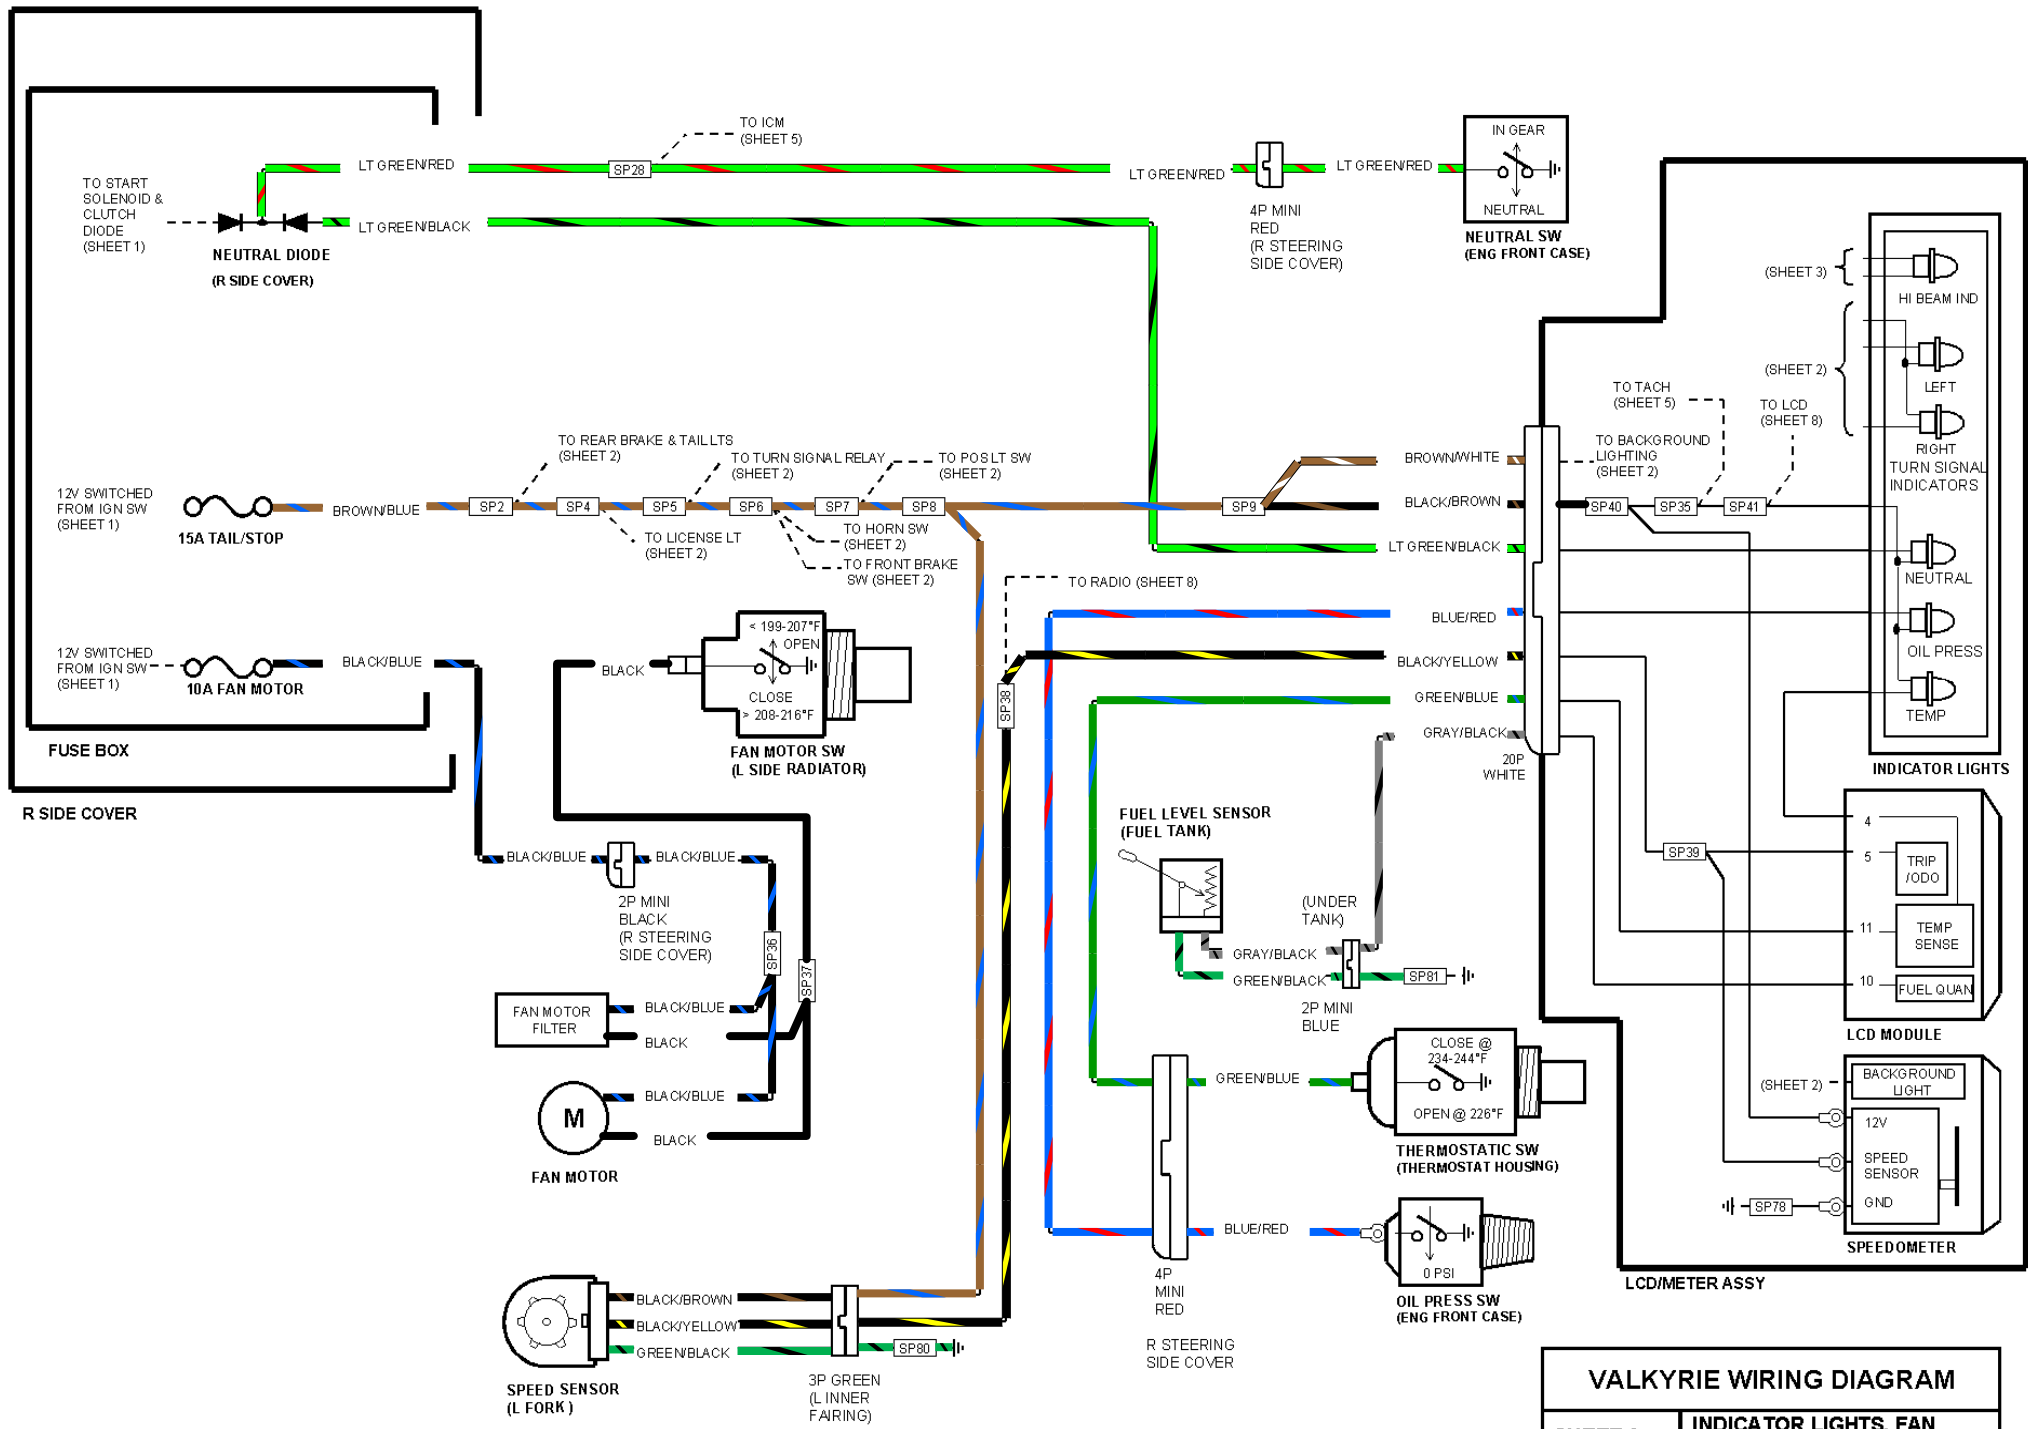 TO ICM
(SHEET 5)
LT GREEN/RED
SP28
LT GREEN/RED
LT GREEN/RED
IN GEAR
NEUTRAL
NEUTRAL SW
(ENG FRONT CASE)
4P MINI
RED
(R STEERING
SIDE COVER)
TO START
SOLENOID &
CLUTCH
DIODE
(SHEET 1)
LT GREEN/BLACK
NEUTRAL DIODE
(R SIDE COVER)
(SHEET 3)
HI BEAM IND
(SHEET 2)
LEFT
RIGHT
TURN SIGNAL
INDICATORS
NEUTRAL
OIL PRESS
TEMP
INDICATOR LIGHTS
TO TACH
(SHEET 5)
TO LCD
(SHEET 8)
TO BACKGROUND
LIGHTING
(SHEET 2)
SP40
SP35
SP41
TO REAR BRAKE & TAIL LTS
(SHEET 2)
TO TURN SIGNAL RELAY
(SHEET 2)
TO POS LT SW
(SHEET 2)
12V SWITCHED
FROM IGN SW
(SHEET 1)
15A TAIL/STOP
BROWN/BLUE
SP2
SP4
SP5
SP6
SP7
SP8
SP9
BROWN/WHITE
BLACK/BROWN
LT GREEN/BLACK
TO LICENSE LT
(SHEET 2)
TO HORN SW
(SHEET 2)
TO FRONT BRAKE
SW (SHEET 2)
TO RADIO (SHEET 8)
BLUE/RED
BLACK/YELLOW
GREEN/BLUE
GRAY/BLACK
20P
WHITE
12V SWITCHED
FROM IGN SW
(SHEET 1)
10A FAN MOTOR
BLACK/BLUE
BLACK
< 199-207°F
OPEN
CLOSE
> 208-216°F
FAN MOTOR SW
(L SIDE RADIATOR)
SP38
FUSE BOX
R SIDE COVER
BLACK/BLUE
BLACK/BLUE
2P MINI
BLACK
(R STEERING
SIDE COVER)
SP36
SP37
FAN MOTOR
FILTER
BLACK/BLUE
BLACK
M
BLACK/BLUE
BLACK
FAN MOTOR
FUEL LEVEL SENSOR
(FUEL TANK)
(UNDER
TANK)
GRAY/BLACK
GREEN/BLACK
SP81
2P MINI
BLUE
SP39
4
5
TRIP
/ODO
11
TEMP
SENSE
10
FUEL QUAN
LCD MODULE
GREEN/BLUE
CLOSE @
234-244°F
OPEN @ 226°F
THERMOSTATIC SW
(THERMOSTAT HOUSING)
(SHEET 2)
BACKGROUND
LIGHT
12V
SPEED
SENSOR
GND
SP78
SPEEDOMETER
LCD/METER ASSY
BLUE/RED
0 PSI
OIL PRESS SW
(ENG FRONT CASE)
4P
MINI
RED
R STEERING
SIDE COVER
BLACK/BROWN
BLACK/YELLOW
GREEN/BLACK
SP80
3P GREEN
(L INNER
FAIRING)
SPEED SENSOR
(L FORK)
VALKYRIE WIRING DIAGRAM
INDICATOR LIGHTS, FAN